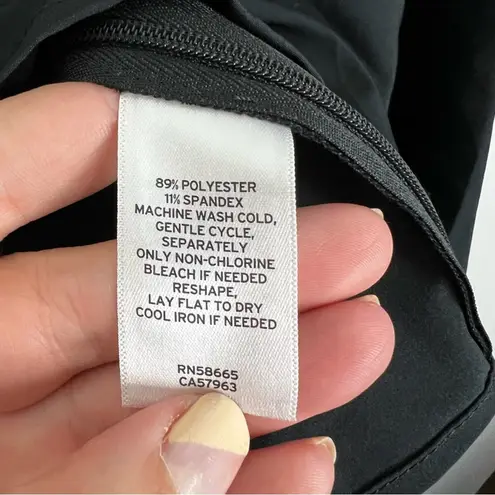 89% POLYESTER
11% SPANDEX
MACHINE WASH COLD,
GENTLE CYCLE,
SEPARATELY
ONLY NON-CHLORINE
BLEACH IF NEEDED
RESHAPE,
LAY FLAT TO DRY
COOL IRON IF NEEDED
RN58665
CA57963